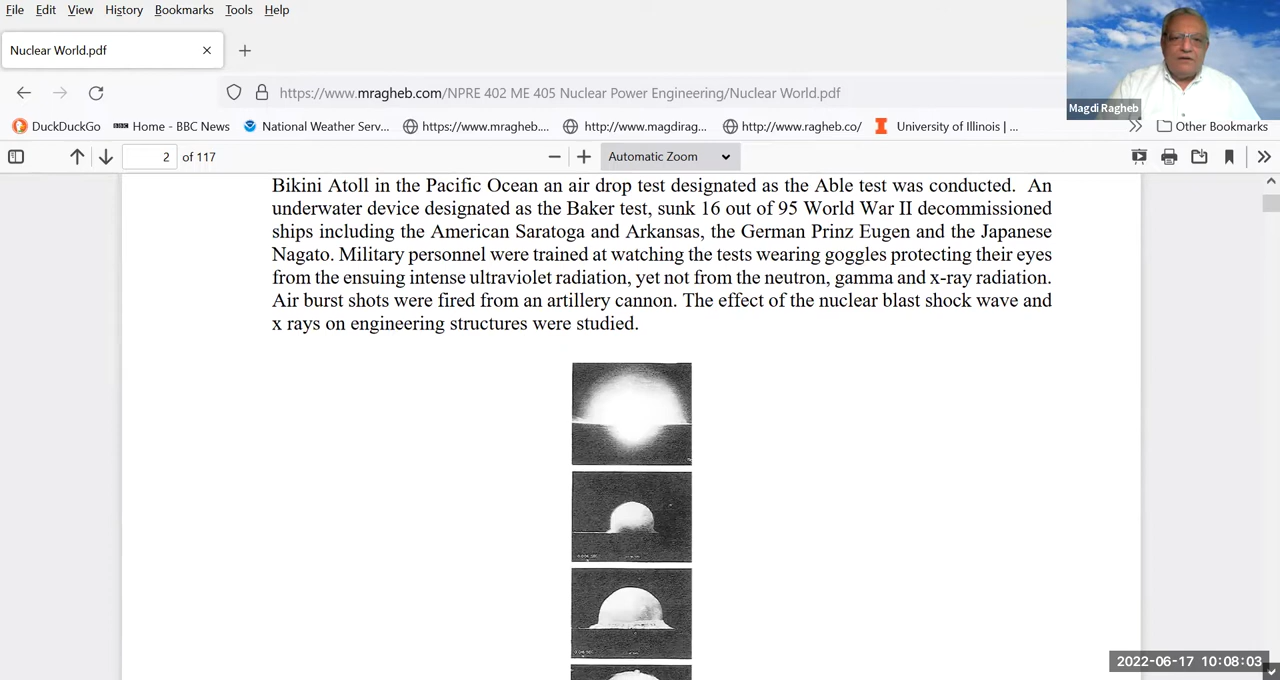 File Edit View History Bookmarks Tools Help
Nuclear World.pdf
https://www.mragheb.com/NPRE 402 ME 405 Nuclear Power Engineering/Nuclear World.pdf
Magdi Ragheb
DuckDuckGo BBC Home - BBC News National Weather Serv... https://www.mragheb.... http://www.magdirag... http://www.ragheb.co/ University of Illinois | ... Other Bookmarks
2 of 117 Automatic Zoom
Bikini Atoll in the Pacific Ocean an air drop test designated as the Able test was conducted. An
underwater device designated as the Baker test, sunk 16 out of 95 World War II decommissioned
ships including the American Saratoga and Arkansas, the German Prinz Eugen and the Japanese
Nagato. Military personnel were trained at watching the tests wearing goggles protecting their eyes
from the ensuing intense ultraviolet radiation, yet not from the neutron, gamma and x-ray radiation.
Air burst shots were fired from an artillery cannon. The effect of the nuclear blast shock wave and
x rays on engineering structures were studied.
2022-06-17 10:08:03